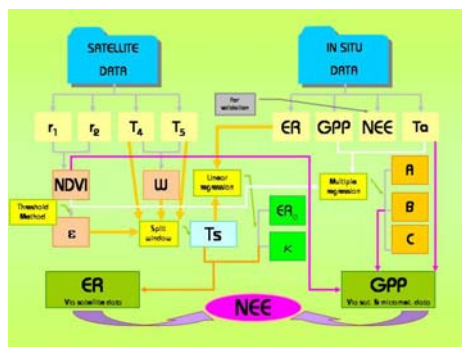 SATELLITE
DATA
IN SITU
DATA
For
validation
r1
r2
T4
T5
ER
GPP
NEE
Ta
NDVI
W
Linear
regression
Multiple
regression
A
B
C
Threshold
Method
ε
Split
window
Ts
ER0
K
ER
Via satellite data
NEE
GPP
Via sat. & micromet. data